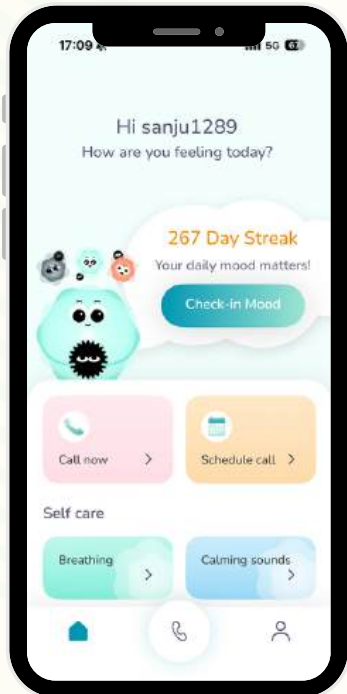 17:09
5G 67
Hi sanju1289
How are you feeling today?
267 Day Streak
Your daily mood matters!
Check-in Mood
Call now
Schedule call
Self care
Breathing
Calming sounds